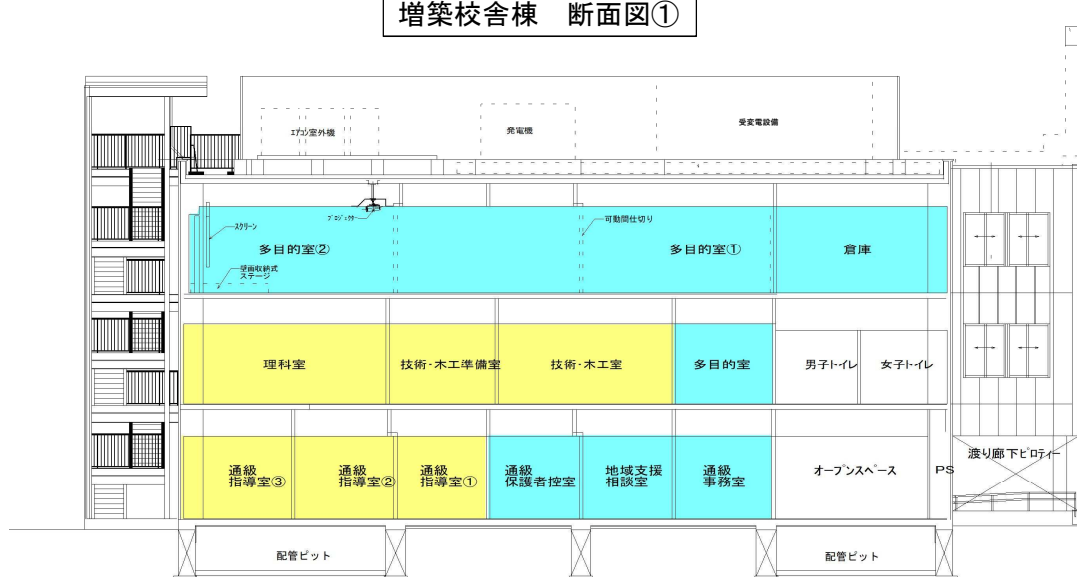 増築校舎棟　断面図①
エアコン室外機
発電機
受変電設備
スクリーン
プロジェクター
可動間仕切り
多目的室②
多目的室①
倉庫
壁面収納式
ステージ
理科室
技術・木工準備室
技術・木工室
多目的室
男子トイレ
女子トイレ
通級
指導室③
通級
指導室②
通級
指導室①
通級
保護者控室
地域支援
相談室
通級
事務室
オープンスペース
PS
渡り廊下ピロティー
配管ピット
配管ピット